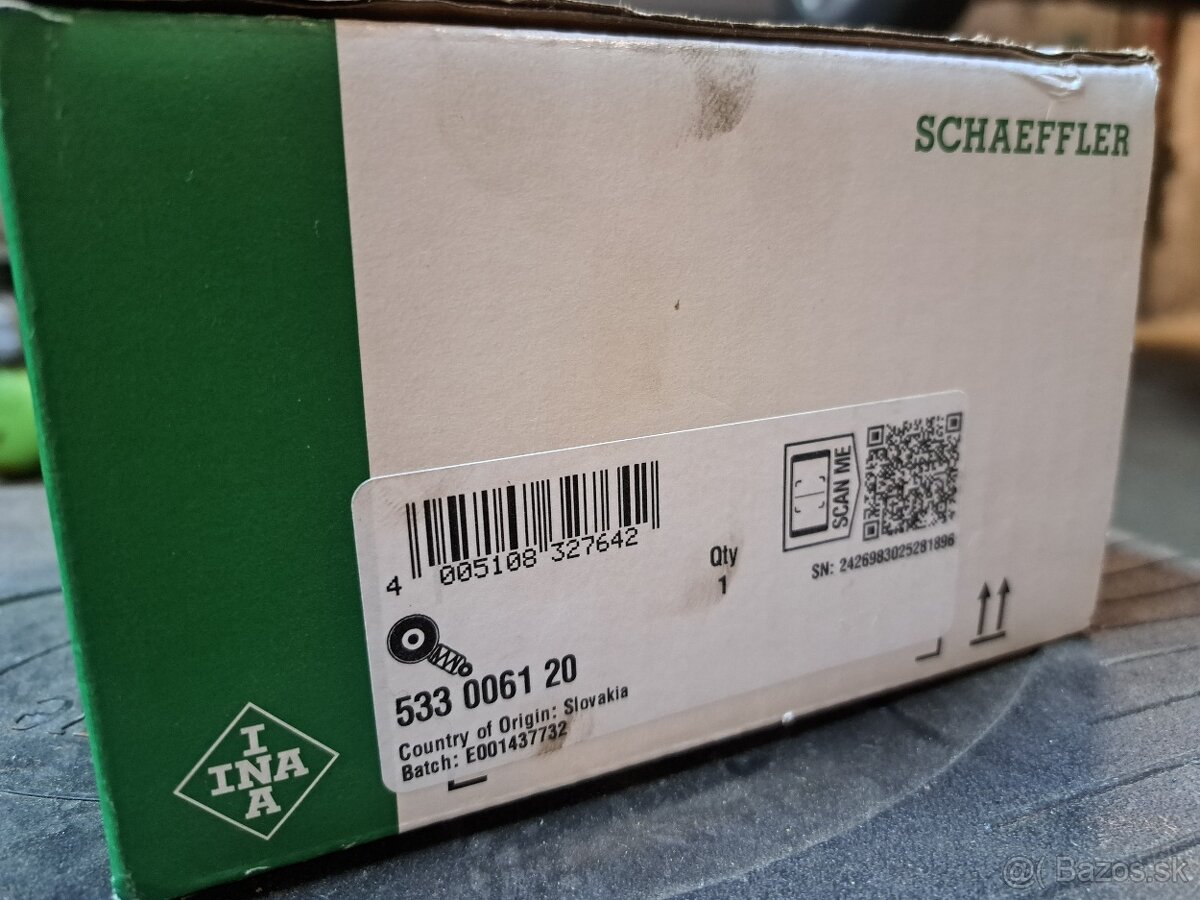 SCHAEFFLER
SCAN ME
4 005108 327642
Qty
1
SN: 2426983025281896
533 0061 20
Country of Origin: Slovakia
Batch: E001437732
INA
INA
@( Bazos.sk